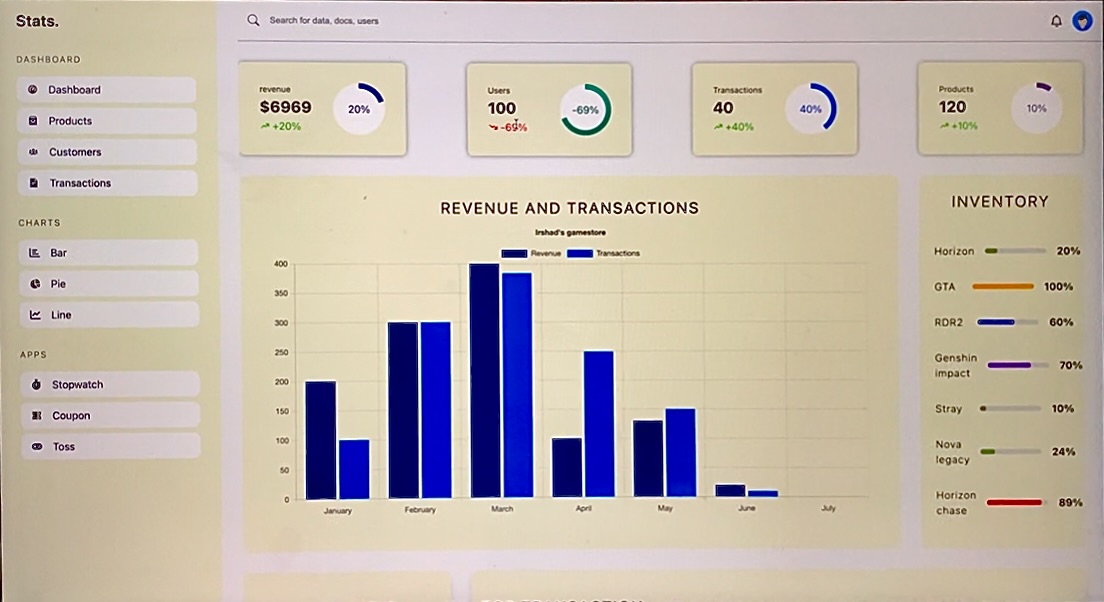 Stats.
Search for data, docs, users
DASHBOARD
Dashboard
Products
Customers
Transactions
CHARTS
Bar
Pie
Line
APPS
Stopwatch
Coupon
Toss
revenue
$6969
+20%
20%
Users
100
-69%
-69%
Transactions
40
+40%
40%
Products
120
+10%
10%
REVENUE AND TRANSACTIONS
Irshad's gamestore
Revenue Transactions
400
350
300
250
200
150
100
50
0
January February March April May June July
INVENTORY
Horizon 20%
GTA 100%
RDR2 60%
Genshin
impact 70%
Stray 10%
Nova
legacy 24%
Horizon
chase 89%